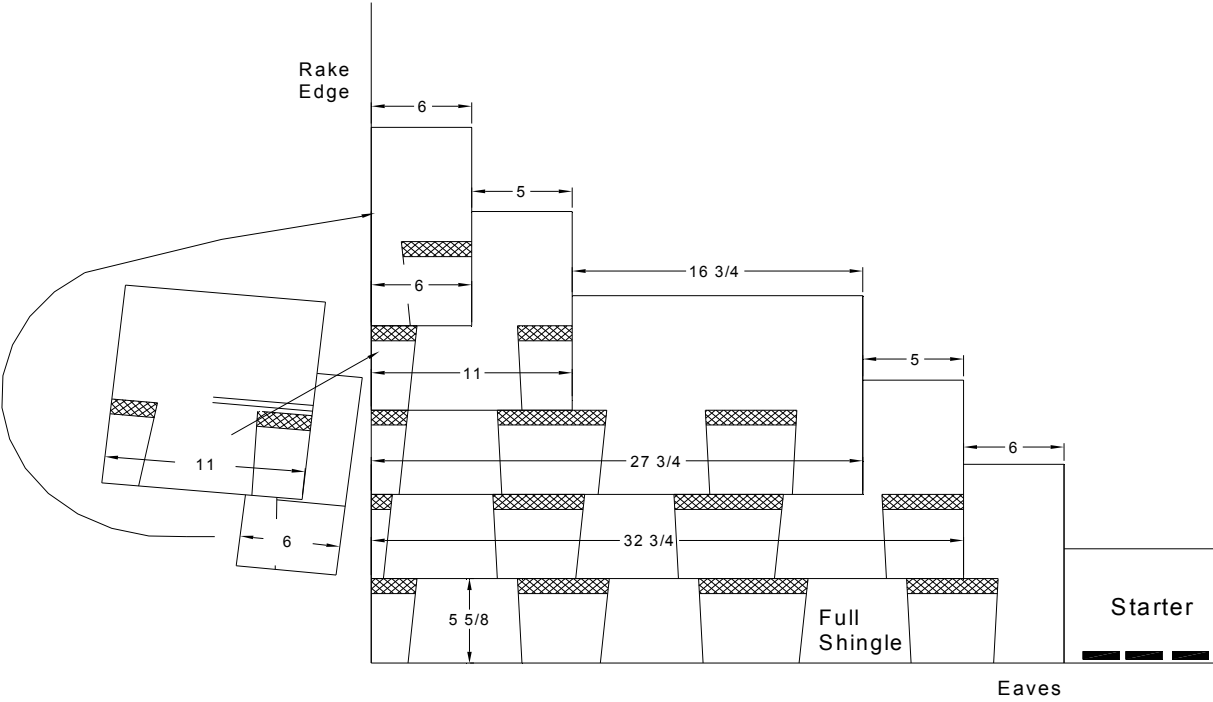 Rake
Edge
6
5
16 3/4
6
5
11
6
11
27 3/4
6
32 3/4
5 5/8
Full
Shingle
Starter
Eaves